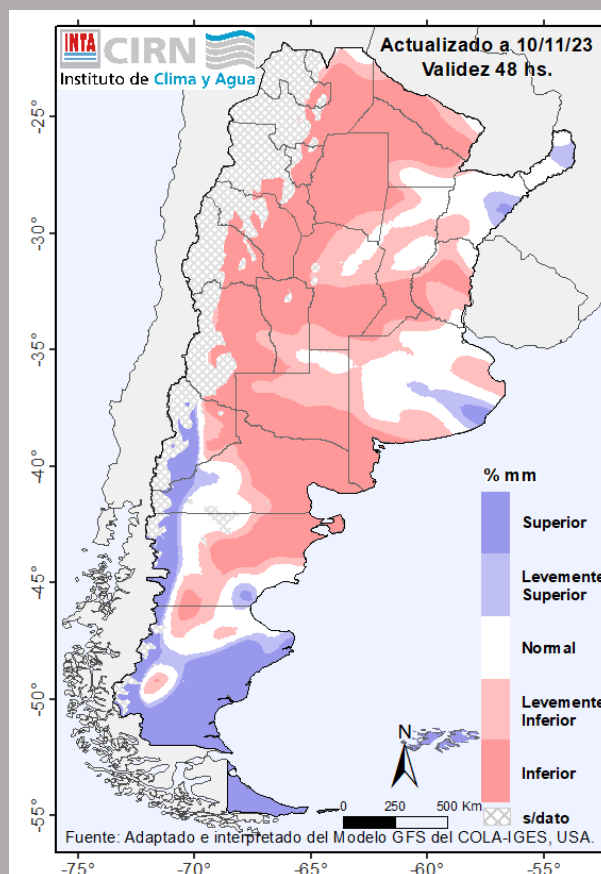 INTA CIRN
Instituto de Clima y Agua
Actualizado a 10/11/23
Validez 48 hs.
-25°
-30°
-35°
-40°
-45°
-50°
-55°
% mm
Superior
Levemente
Superior
Normal
Levemente
Inferior
Inferior
s/dato
N
0 250 500 Km
Fuente: Adaptado e interpretado del Modelo GFS del COLA-IGES, USA.
-75° -70° -65° -60° -55°